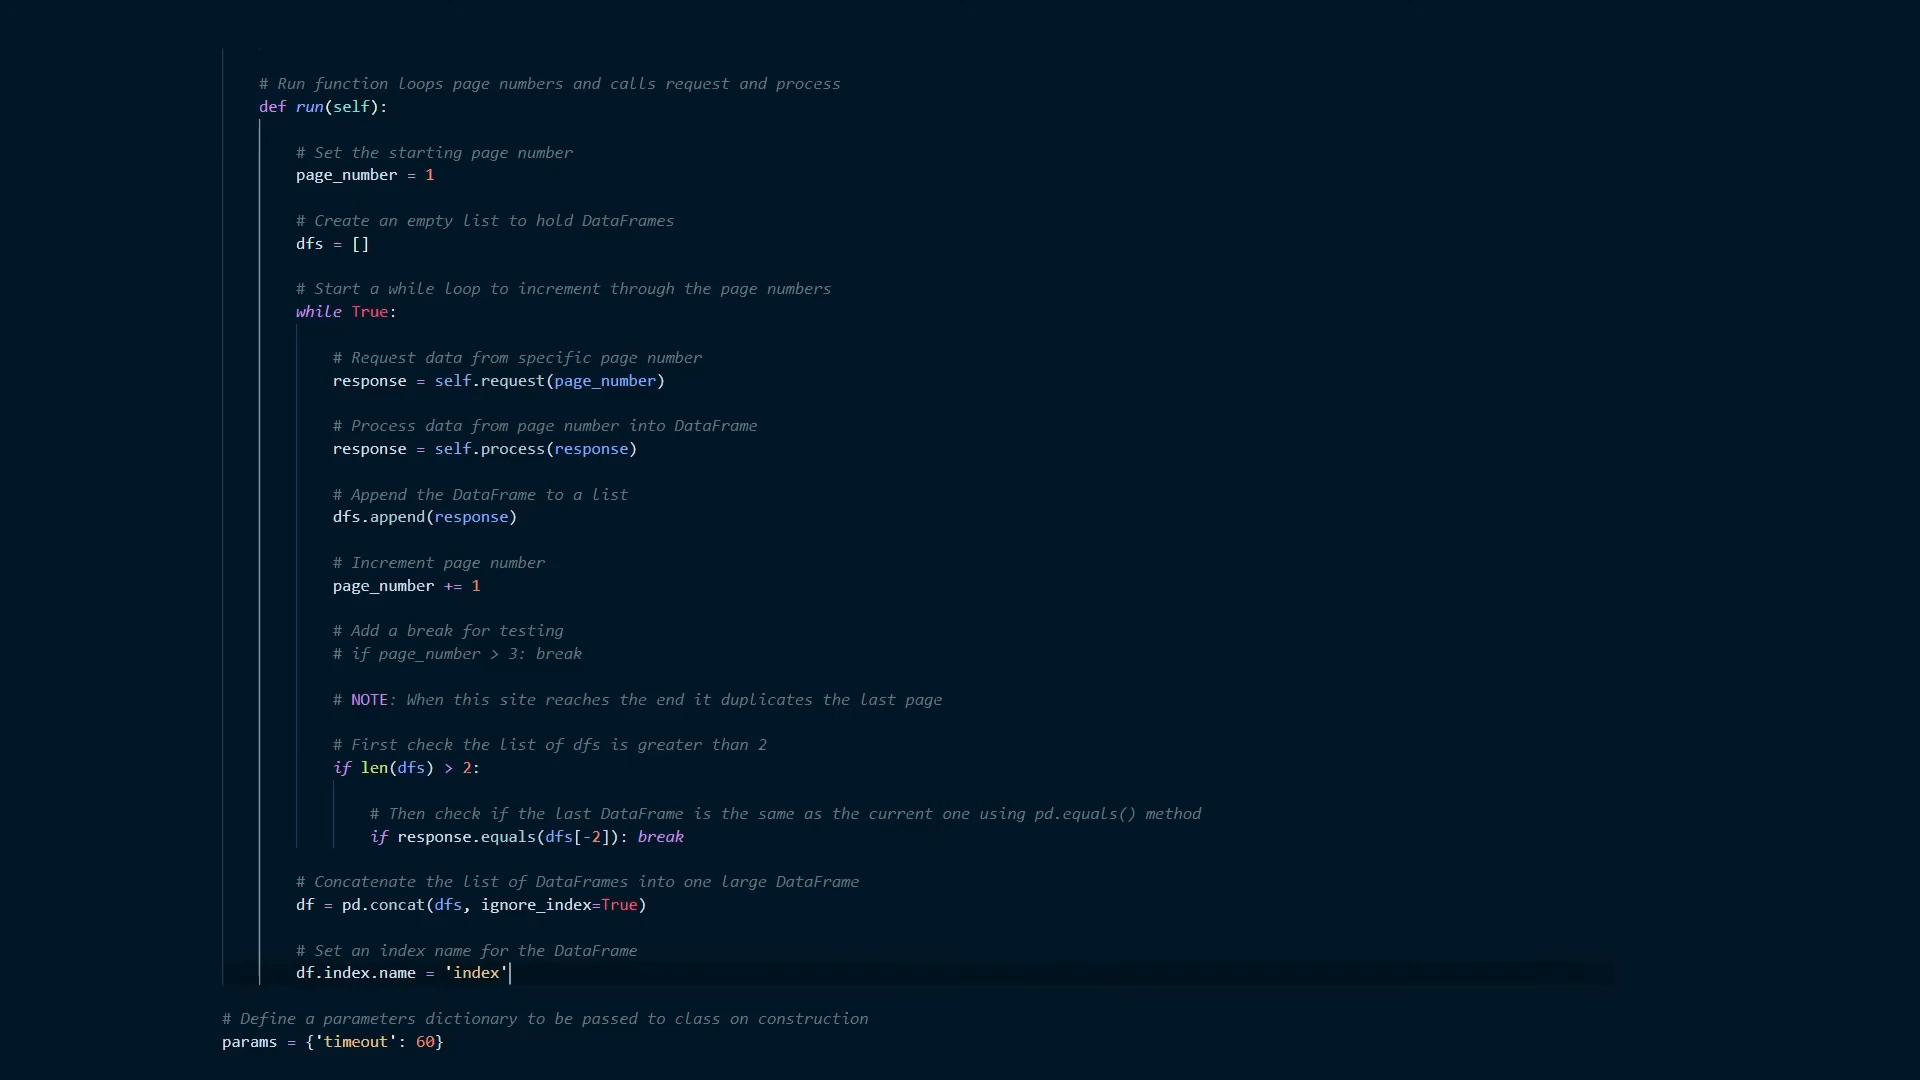 # Run function loops page numbers and calls request and process
def run(self):
# Set the starting page number
page_number = 1
# Create an empty list to hold DataFrames
dfs = []
# Start a while loop to increment through the page numbers
while True:
# Request data from specific page number
response = self.request(page_number)
# Process data from page number into DataFrame
response = self.process(response)
# Append the DataFrame to a list
dfs.append(response)
# Increment page number
page_number += 1
# Add a break for testing
# if page_number > 3: break
# NOTE: When this site reaches the end it duplicates the last page
# First check the list of dfs is greater than 2
if len(dfs) > 2:
# Then check if the last DataFrame is the same as the current one using pd.equals() method
if response.equals(dfs[-2]): break
# Concatenate the list of DataFrames into one large DataFrame
df = pd.concat(dfs, ignore_index=True)
# Set an index name for the DataFrame
df.index.name = 'index'
# Define a parameters dictionary to be passed to class on construction
params = {'timeout': 60}